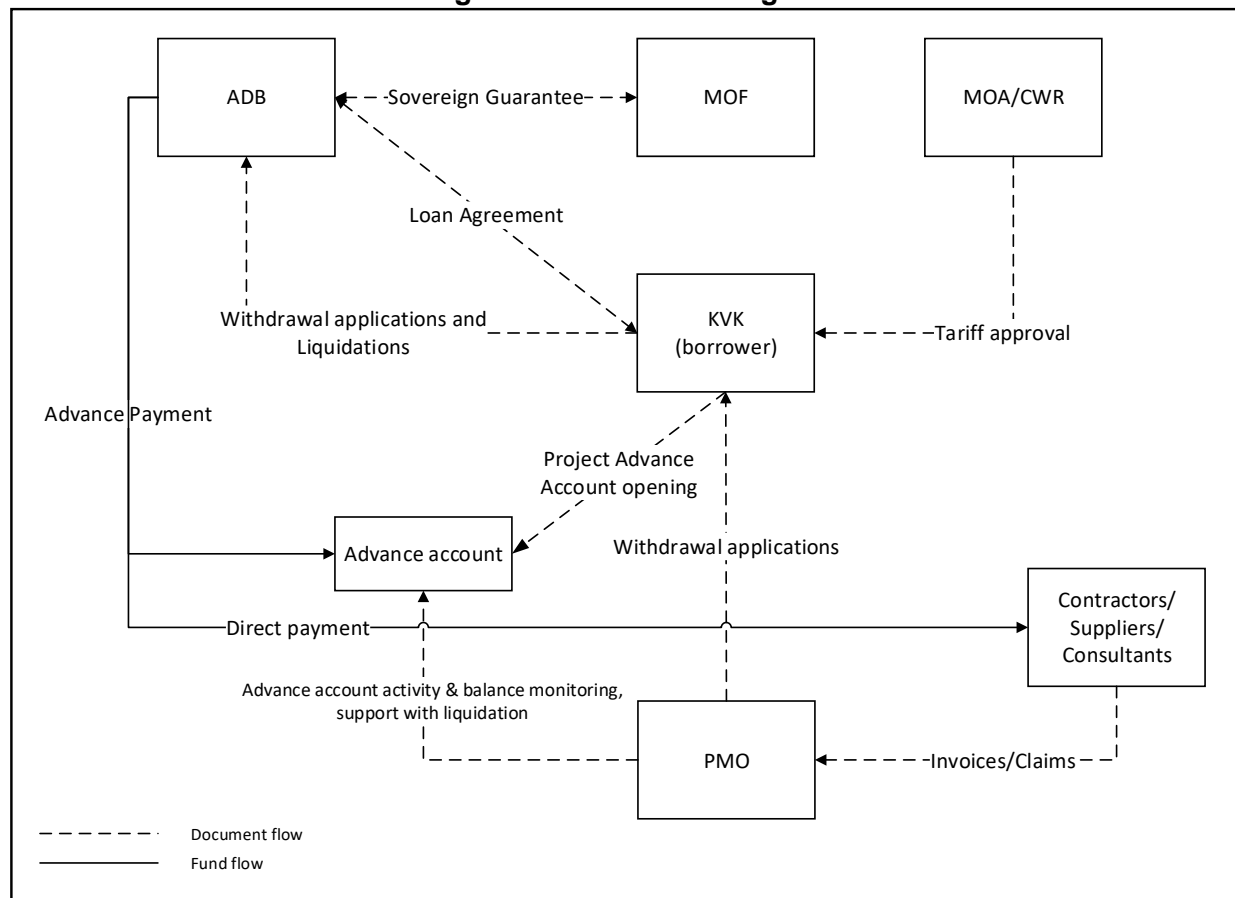 ADB
Sovereign Guarantee
MOF
MOA/CWR
Loan Agreement
Withdrawal applications and
Liquidations
KVK
(borrower)
Tariff approval
Advance Payment
Project Advance
Account opening
Advance account
Withdrawal applications
Contractors/
Suppliers/
Consultants
Direct payment
Advance account activity & balance monitoring,
support with liquidation
PMO
Invoices/Claims
Document flow
Fund flow